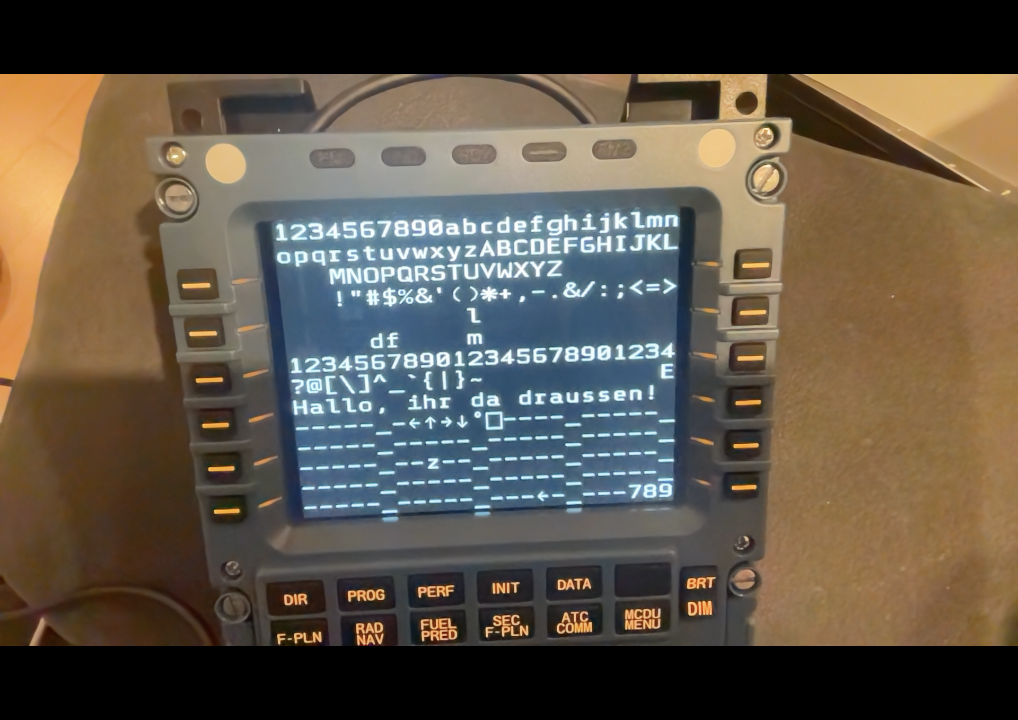 1234567890abcdefghijklmn
opqrstuvwxyzABCDEFGHIJKL
MNOPQRSTUVWXYZ
!"#$%&'()*+,-.&/:;<=>
l
df m
123456789012345678901234
E
?@[\]^_`{|}~
Hallo, ihr da draussen!
-----_-←↑→↓°□----_-----_
-----_-----_-----_-----_
-----_--z--_-----_-----_
-----_-----_-----_-----_
-----_-----_---←-_---789
DIR PROG PERF INIT DATA BRT
F-PLN RAD NAV FUEL PRED SEC F-PLN ATC COMM MCDU MENU DIM